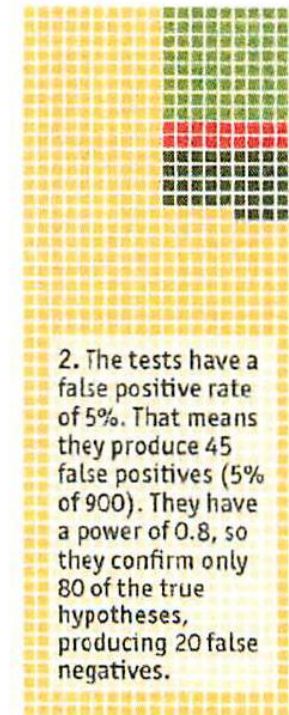 2. The tests have a
false positive rate
of 5%. That means
they produce 45
false positives (5%
of 900). They have
a power of 0.8, so
they confirm only
80 of the true
hypotheses,
producing 20 false
negatives.